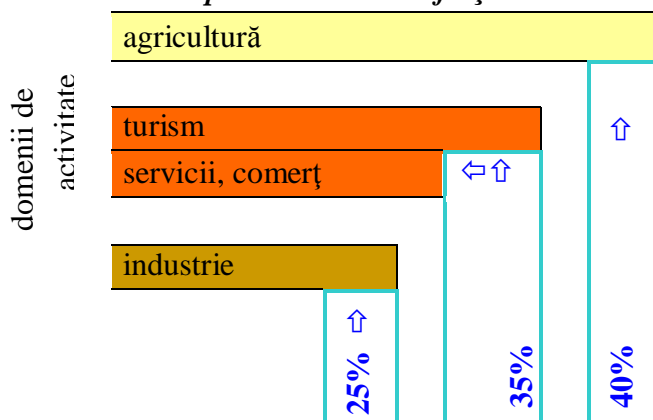 agricultură
domenii de
activitate
turism
servicii, comerţ
industrie
25%
35%
40%